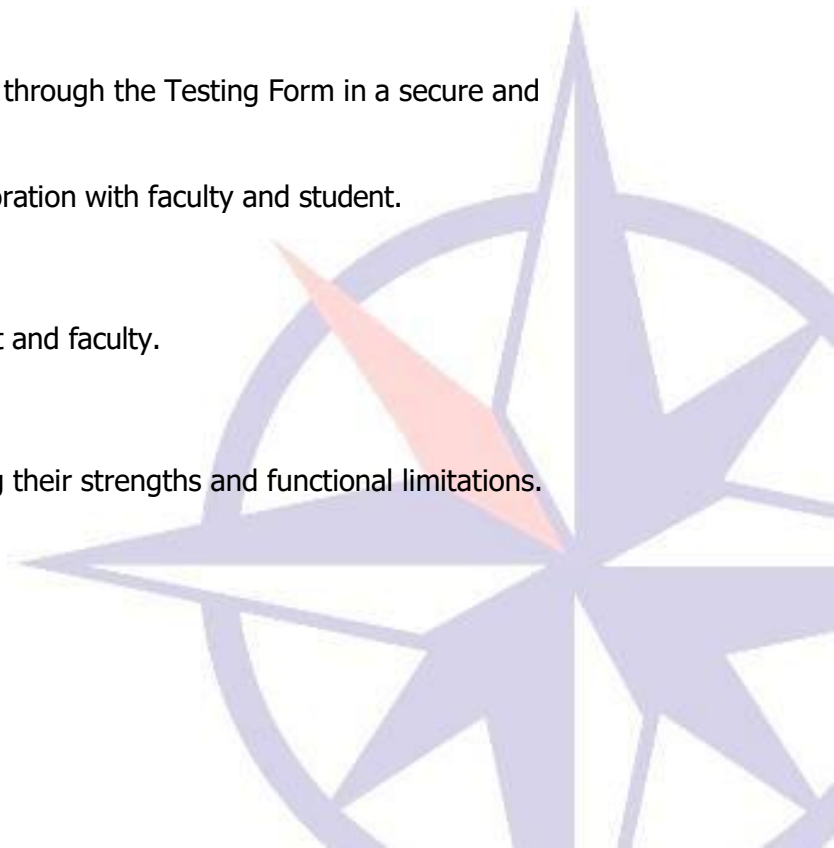 through the Testing Form in a secure and
oration with faculty and student.
and faculty.
their strengths and functional limitations.